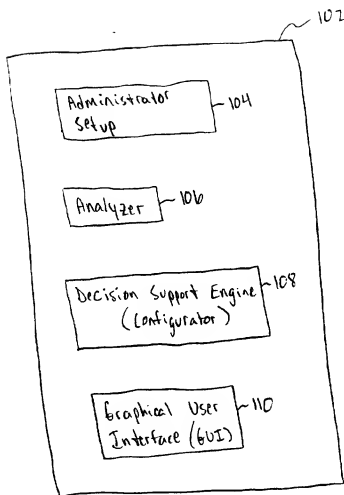 102
Administrator
Setup
104
Analyzer
106
Decision Support Engine
(Configurator)
108
Graphical User
Interface (GUI)
110